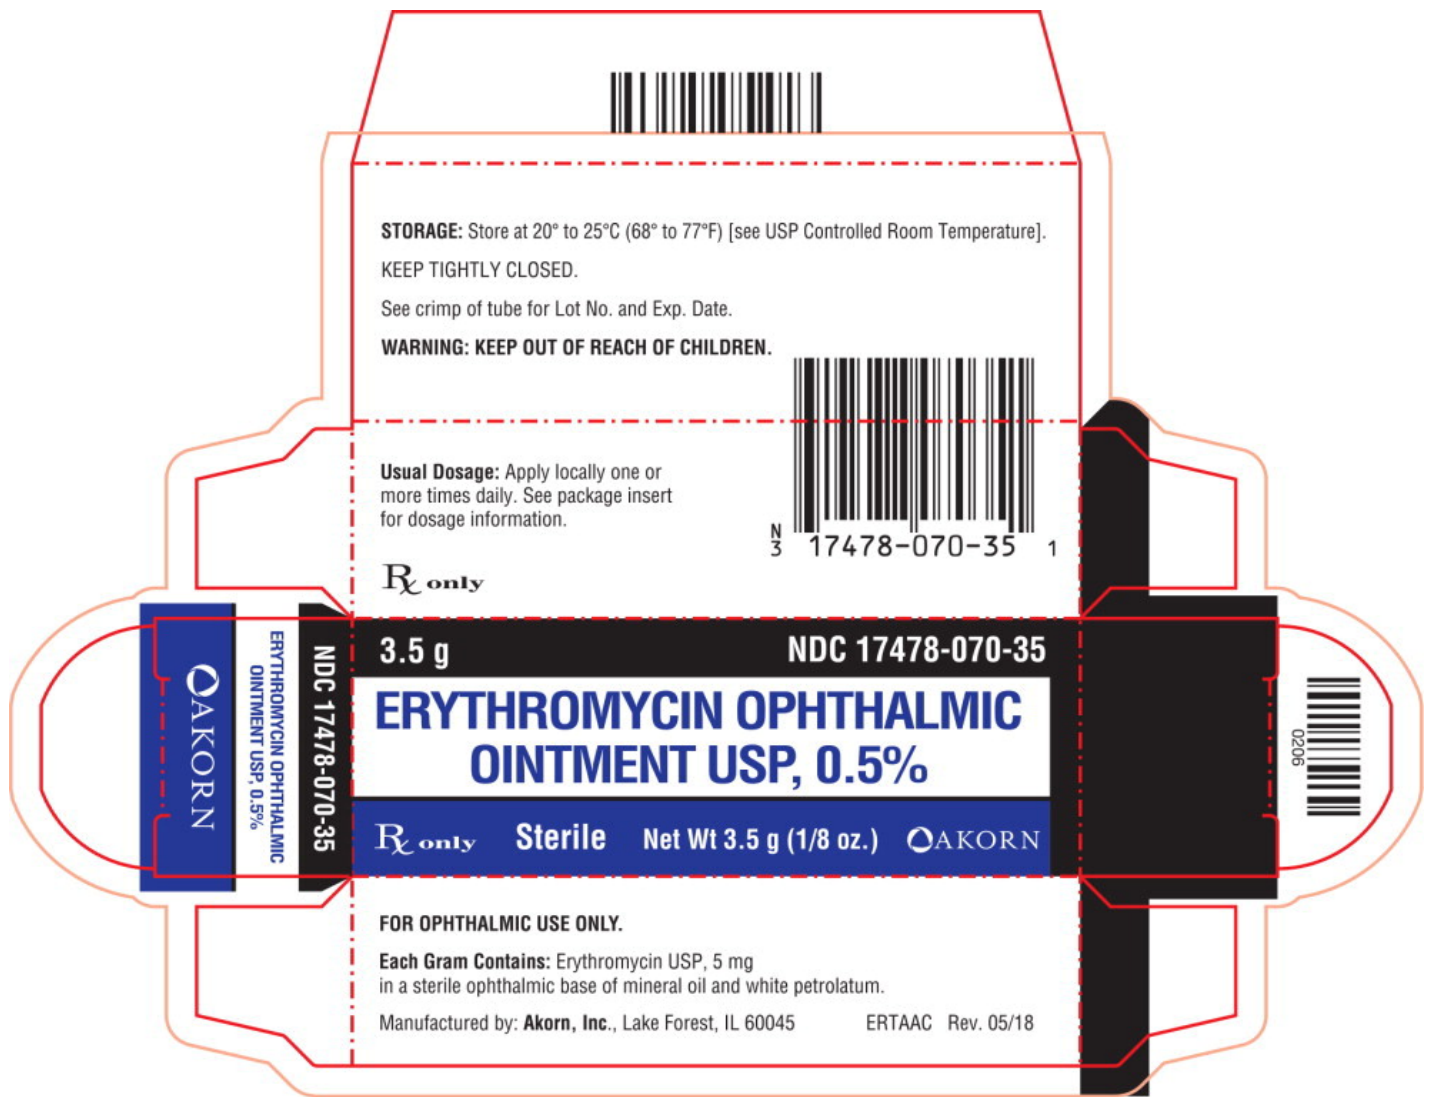 STORAGE: Store at 20° to 25°C (68° to 77°F) [see USP Controlled Room Temperature].
KEEP TIGHTLY CLOSED.
See crimp of tube for Lot No. and Exp. Date.
WARNING: KEEP OUT OF REACH OF CHILDREN.
Usual Dosage: Apply locally one or
more times daily. See package insert
for dosage information.
Rx only
N
3 17478-070-35 1
3.5 g NDC 17478-070-35
ERYTHROMYCIN OPHTHALMIC
OINTMENT USP, 0.5%
Rx only Sterile Net Wt 3.5 g (1/8 oz.) AKORN
NDC 17478-070-35
ERYTHROMYCIN OPHTHALMIC
OINTMENT USP, 0.5%
AKORN
0206
FOR OPHTHALMIC USE ONLY.
Each Gram Contains: Erythromycin USP, 5 mg
in a sterile ophthalmic base of mineral oil and white petrolatum.
Manufactured by: Akorn, Inc., Lake Forest, IL 60045 ERTAAC Rev. 05/18